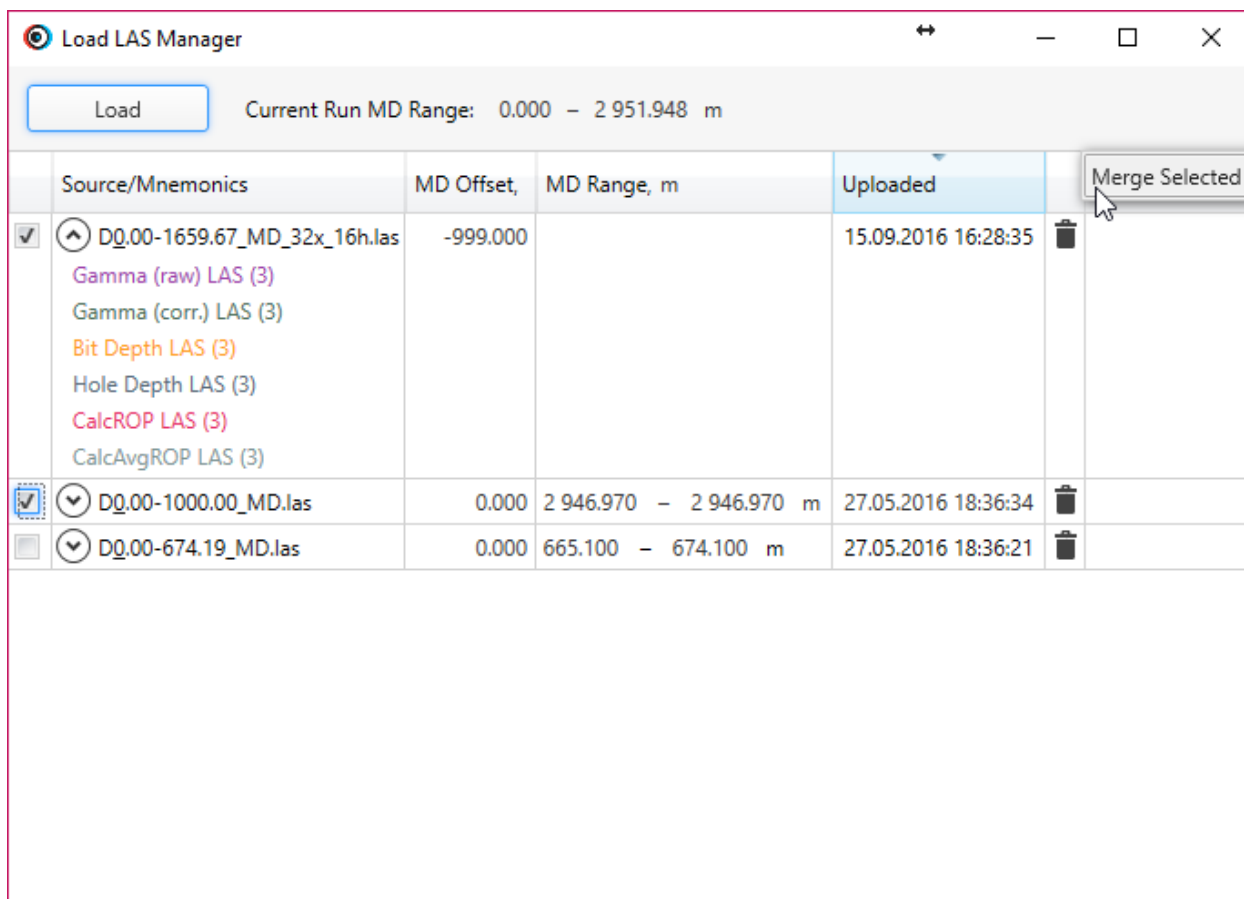 Load LAS Manager
Load Current Run MD Range: 0.000 – 2 951.948 m
Source/Mnemonics MD Offset, MD Range, m Uploaded Merge Selected
D0.00-1659.67_MD_32x_16h.las -999.000 15.09.2016 16:28:35
Gamma (raw) LAS (3)
Gamma (corr.) LAS (3)
Bit Depth LAS (3)
Hole Depth LAS (3)
CalcROP LAS (3)
CalcAvgROP LAS (3)
D0.00-1000.00_MD.las 0.000 2 946.970 – 2 946.970 m 27.05.2016 18:36:34
D0.00-674.19_MD.las 0.000 665.100 – 674.100 m 27.05.2016 18:36:21